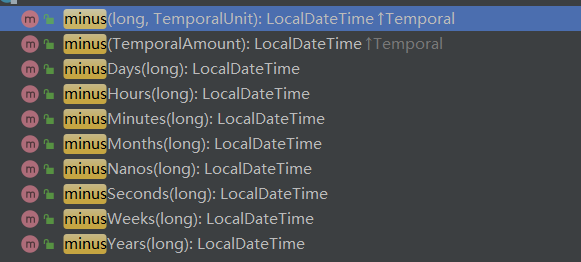 minus(long, TemporalUnit): LocalDateTime ↑Temporal
minus(TemporalAmount): LocalDateTime ↑Temporal
minusDays(long): LocalDateTime
minusHours(long): LocalDateTime
minusMinutes(long): LocalDateTime
minusMonths(long): LocalDateTime
minusNanos(long): LocalDateTime
minusSeconds(long): LocalDateTime
minusWeeks(long): LocalDateTime
minusYears(long): LocalDateTime